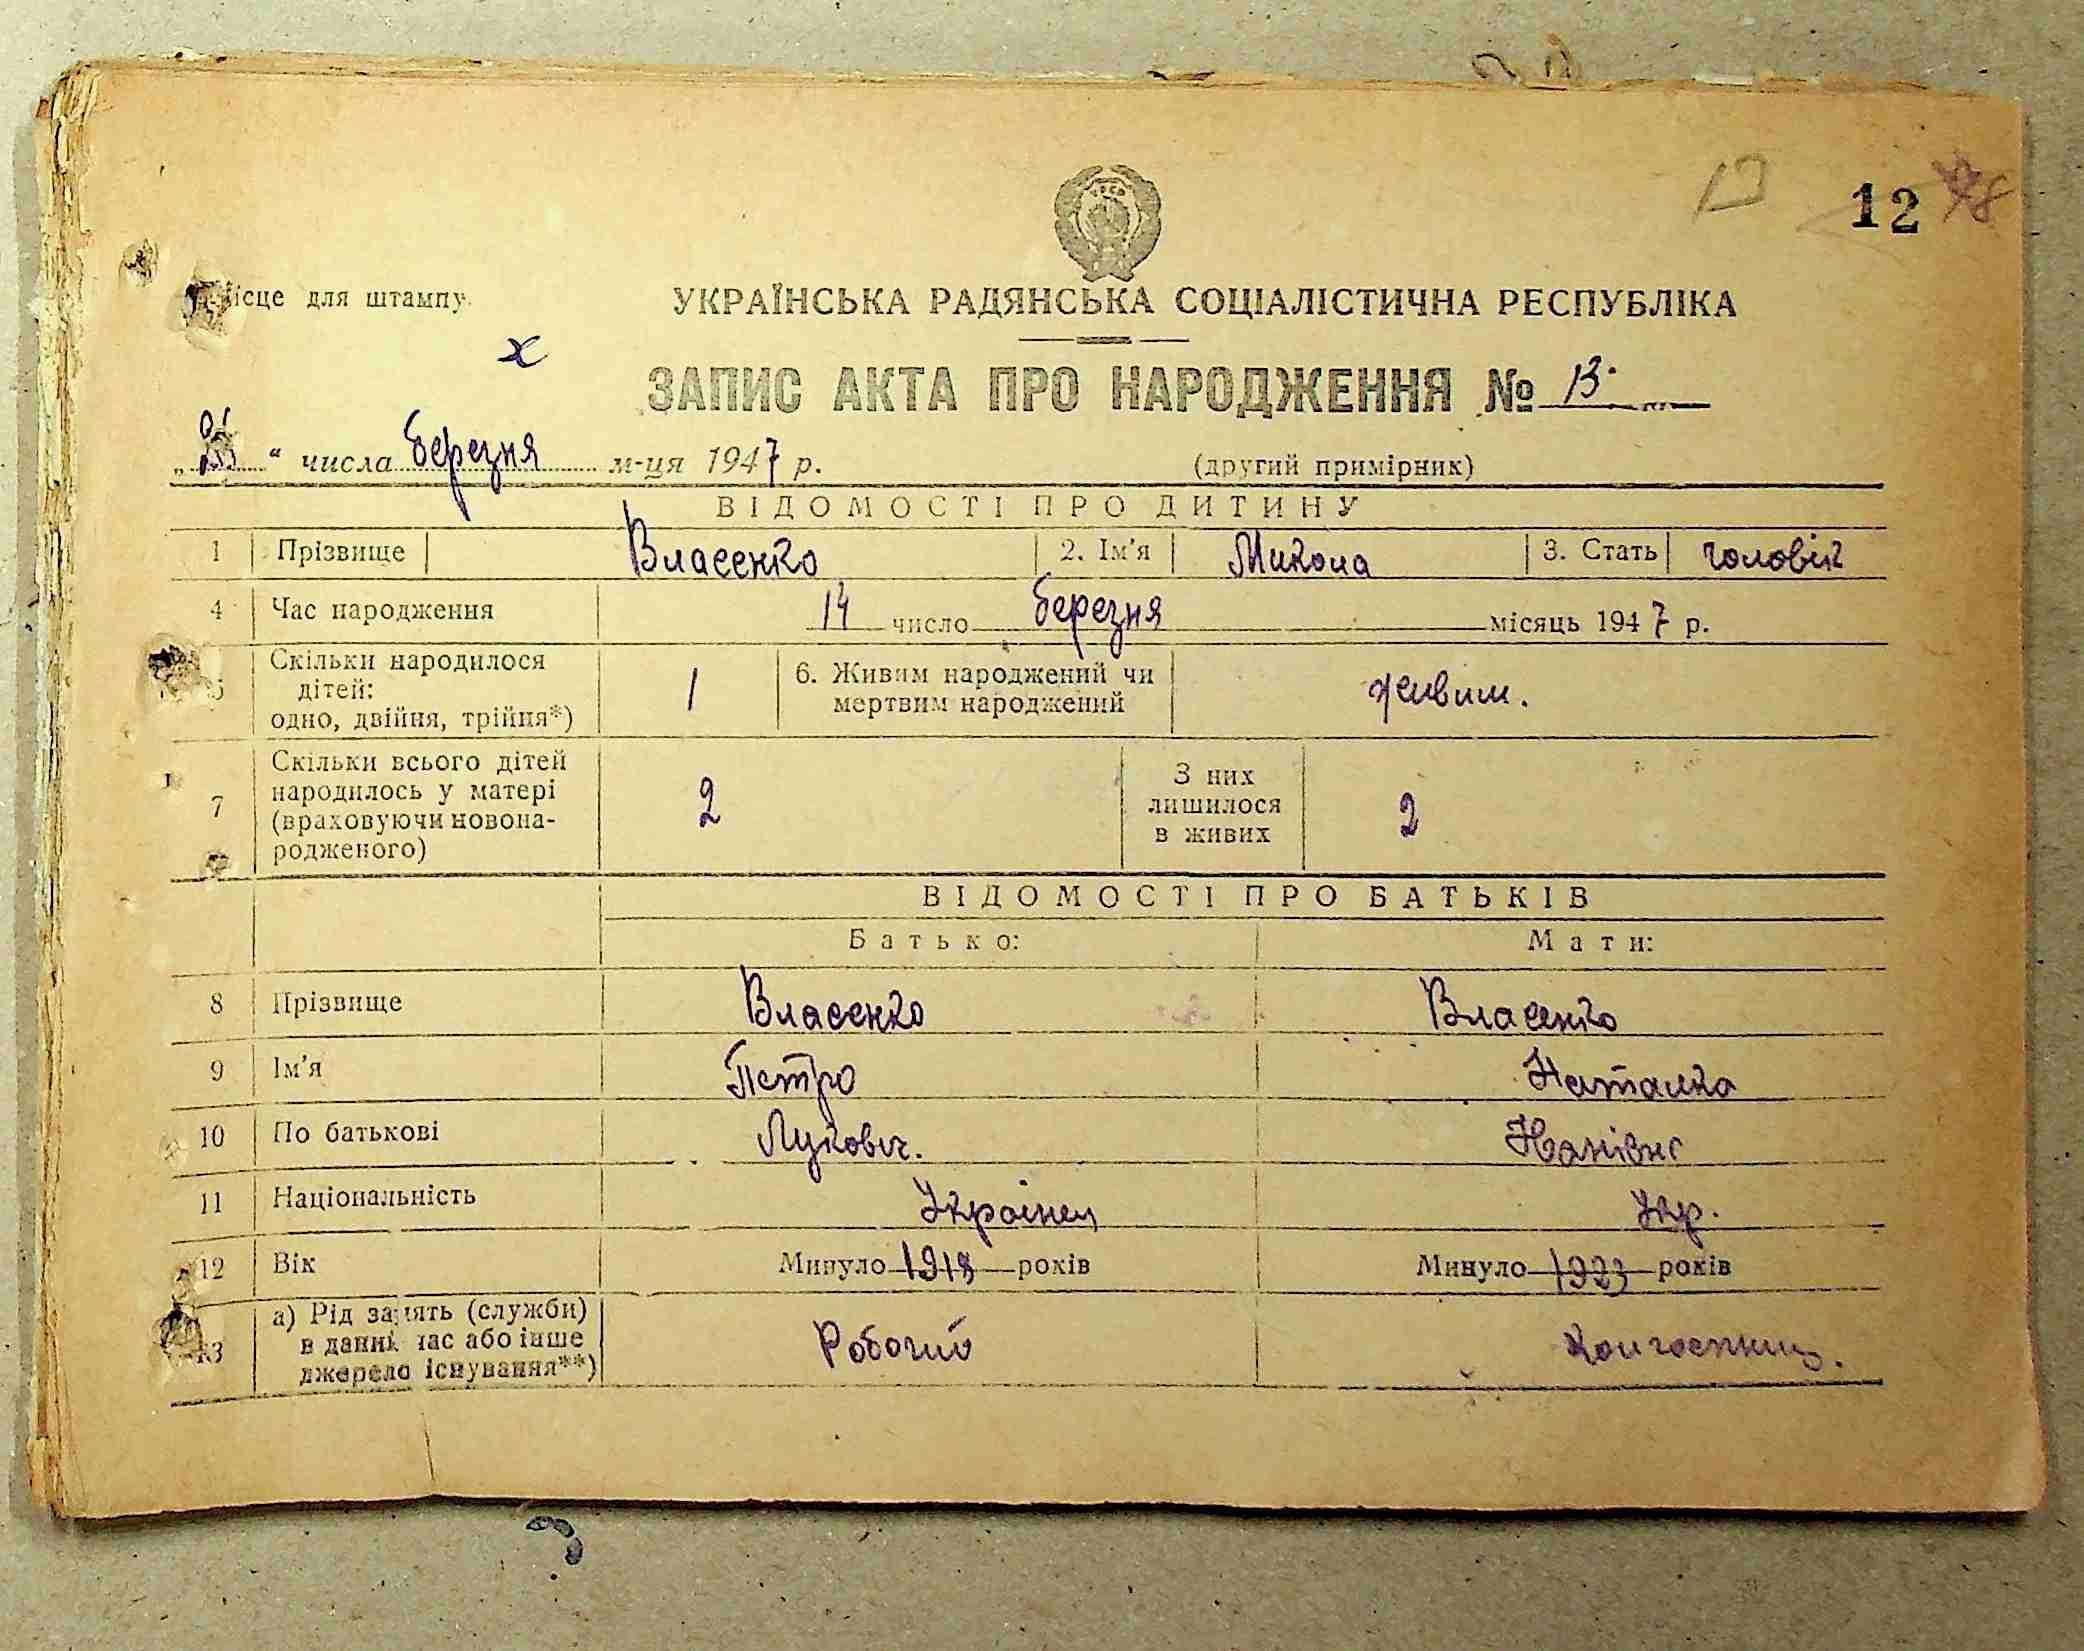 12
місце для штампу
УКРАЇНСЬКА РАДЯНСЬКА СОЦІАЛІСТИЧНА РЕСПУБЛІКА
х
ЗАПИС АКТА ПРО НАРОДЖЕННЯ № 13.
„ “ числа березня м-ця 1947 р. (другий примірник)
ВІДОМОСТІ ПРО ДИТИНУ
1 Прізвище Власенко 2. Ім'я Микола 3. Стать чоловік
4 Час народження 14 число березня місяць 1947 р.
5 Скільки народилося дітей: одно, двійня, трійня*) 1 6. Живим народжений чи мертвим народжений живим.
7 Скільки всього дітей народилось у матері (враховуючи новонародженого) 2 З них лишилося в живих 2
ВІДОМОСТІ ПРО БАТЬКІВ
Батько: Мати:
8 Прізвище Власенко Власенко
9 Ім'я Петро Наталка
10 По батькові Лукович.
11 Національність Українец Укр.
12 Вік Минуло 1918 років Минуло 1923 років
13 а) Рід занять (служби) в даний час або інше джерело існування**) Робочий Колгоспниц.